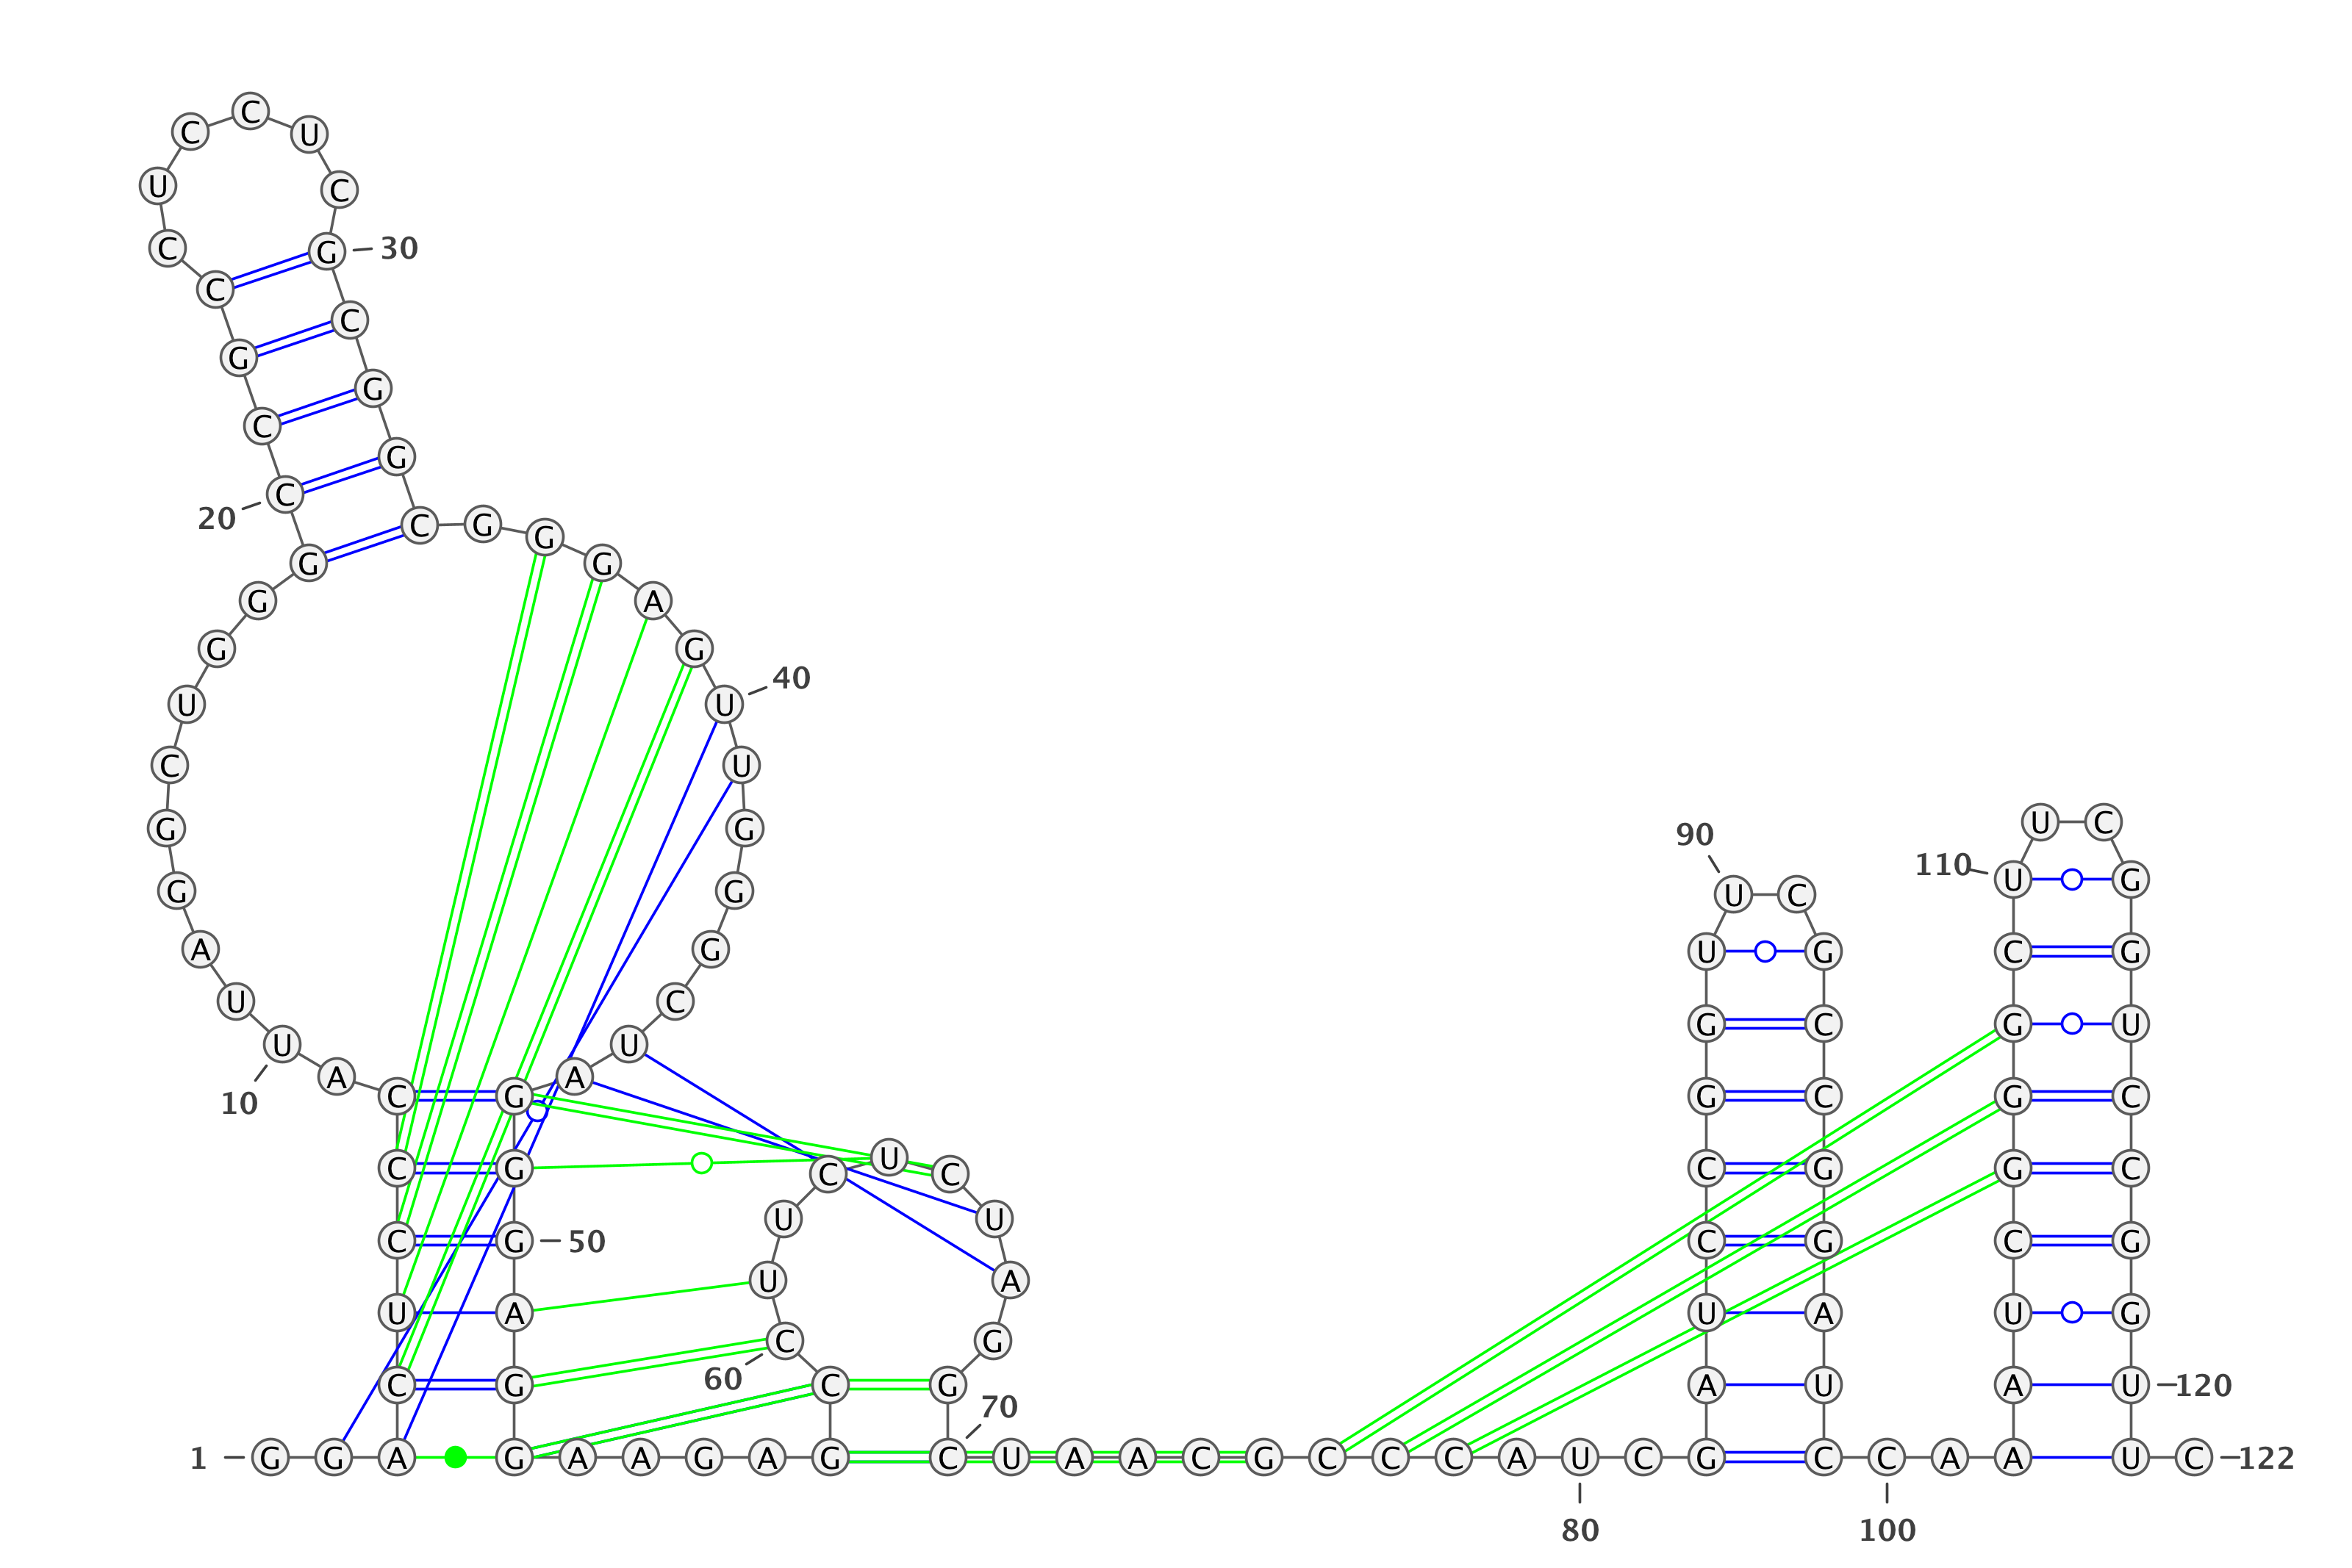 C
C U
U C
C G 30
C
C
G
G
C
G
C
20 C G
G
G G
G A
G G
40
U U
C U
U C
G G 90
110 U G
G G U C
A G U G C G
U C
U U G C G U
A A
10 C G G C G C
U
C G C C G G C
U U
C G 50 C G C G
U A
U A U A U G
C G
60 C G C G A U A U 120
70
1 G G A G A A G A G C U A A C G C C C A U C G C C A A U C 122
80 100